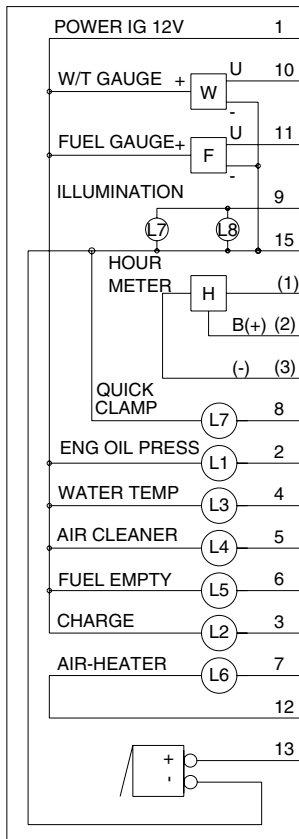 POWER IG 12V 1
W/T GAUGE + W U 10
-
FUEL GAUGE + F U 11
-
ILLUMINATION 9
L7 L8
15
HOUR
METER H (1)
B(+) (2)
(-) (3)
QUICK
CLAMP L7 8
ENG OIL PRESS L1 2
WATER TEMP L3 4
AIR CLEANER L4 5
FUEL EMPTY L5 6
CHARGE L2 3
AIR-HEATER L6 7
12
13
+
-